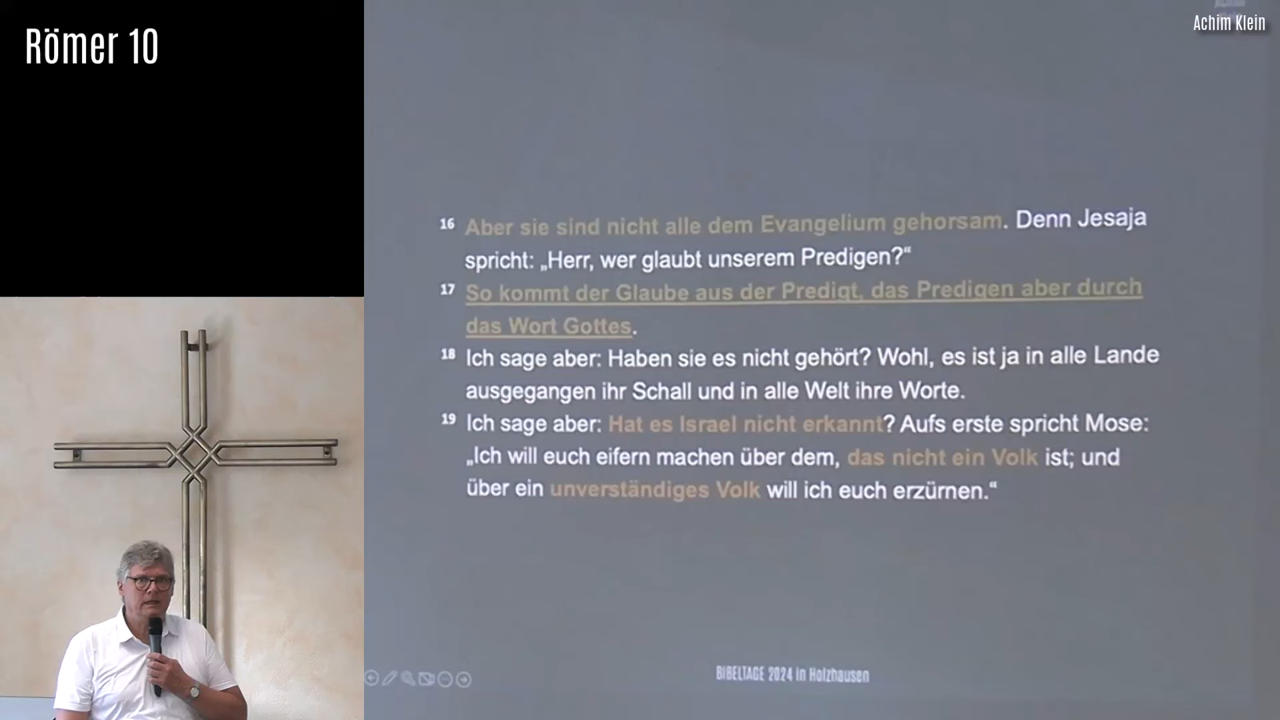 Römer 10
Achim Klein
16 Aber sie sind nicht alle dem Evangelium gehorsam. Denn Jesaja
spricht: „Herr, wer glaubt unserem Predigen?“
17 So kommt der Glaube aus der Predigt, das Predigen aber durch
das Wort Gottes.
18 Ich sage aber: Haben sie es nicht gehört? Wohl, es ist ja in alle Lande
ausgegangen ihr Schall und in alle Welt ihre Worte.
19 Ich sage aber: Hat es Israel nicht erkannt? Aufs erste spricht Mose:
„Ich will euch eifern machen über dem, das nicht ein Volk ist; und
über ein unverständiges Volk will ich euch erzürnen.“
BIBELTAGE 2024 in Holzhausen